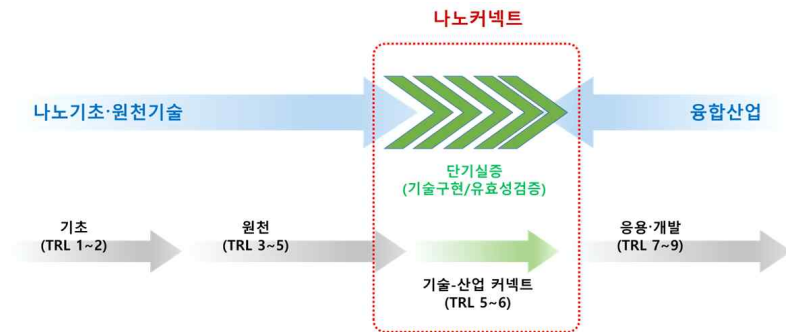 나노커넥트
나노기초·원천기술
융합산업
단기실증
(기술구현/유효성검증)
기초
(TRL 1~2)
원천
(TRL 3~5)
기술-산업 커넥트
(TRL 5~6)
응용·개발
(TRL 7~9)